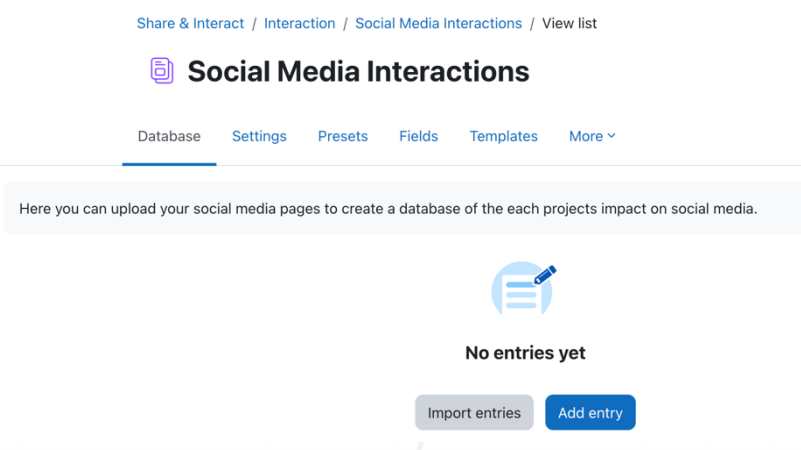 Share & Interact / Interaction / Social Media Interactions / View list
Social Media Interactions
Database Settings Presets Fields Templates More
Here you can upload your social media pages to create a database of the each projects impact on social media.
No entries yet
Import entries Add entry